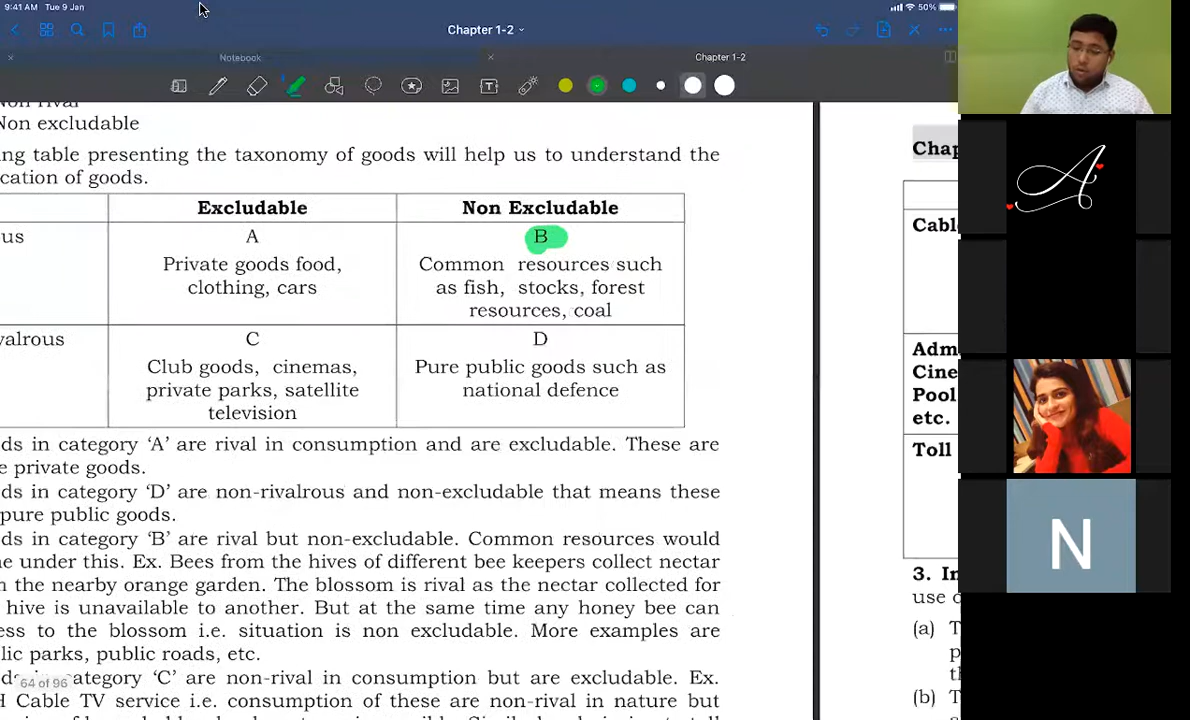 9:41 AM Tue 9 Jan
50%
Chapter 1-2
Notebook
Chapter 1-2
Non rival
Non excludable
ing table presenting the taxonomy of goods will help us to understand the
cation of goods.
Excludable Non Excludable
us A B
Private goods food, Common resources such
clothing, cars as fish, stocks, forest
resources, coal
valrous C D
Club goods, cinemas, Pure public goods such as
private parks, satellite national defence
television
ds in category ‘A’ are rival in consumption and are excludable. These are
e private goods.
ds in category ‘D’ are non-rivalrous and non-excludable that means these
pure public goods.
ds in category ‘B’ are rival but non-excludable. Common resources would
e under this. Ex. Bees from the hives of different bee keepers collect nectar
the nearby orange garden. The blossom is rival as the nectar collected for
hive is unavailable to another. But at the same time any honey bee can
ess to the blossom i.e. situation is non excludable. More examples are
lic parks, public roads, etc.
ategory ‘C’ are non-rival in consumption but are excludable. Ex.
64 of 96
H Cable TV service i.e. consumption of these are non-rival in nature but
Chap
Cabl
Adm
Cine
Pool
etc.
Toll
3. In
use o
(a) T
p
th
(b) T
A
N